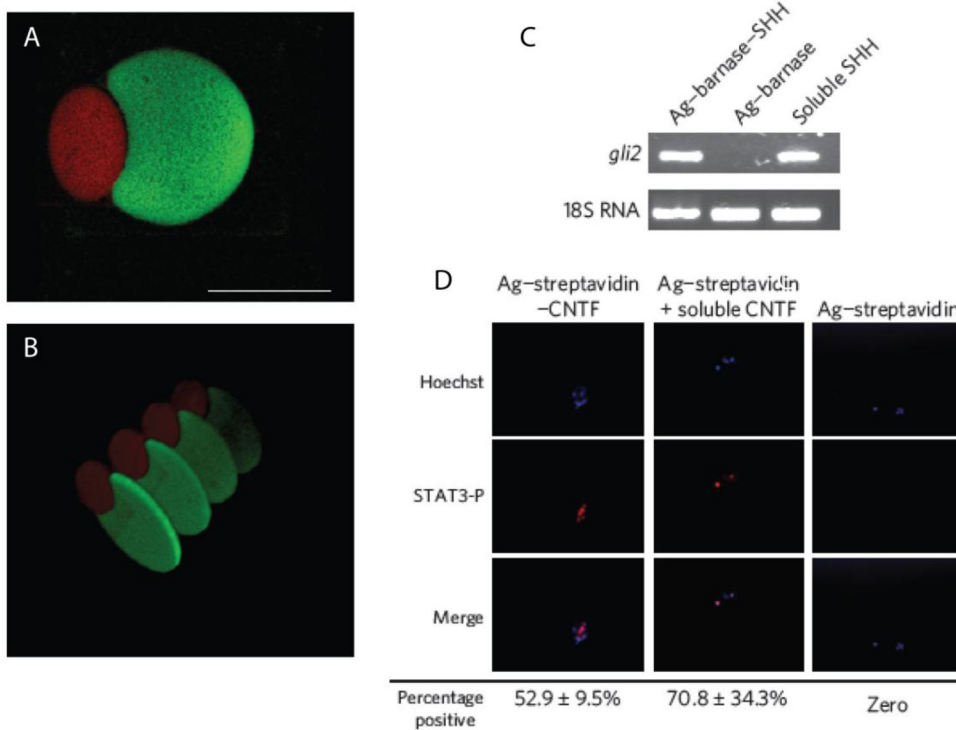 A
B
C
Ag–barnase–SHH
Ag–barnase
Soluble SHH
gli2
18S RNA
D
Ag–streptavidin
–CNTF
Ag–streptavidin
+ soluble CNTF
Ag–streptavidin
Hoechst
STAT3-P
Merge
Percentage
positive
52.9 ± 9.5%
70.8 ± 34.3%
Zero